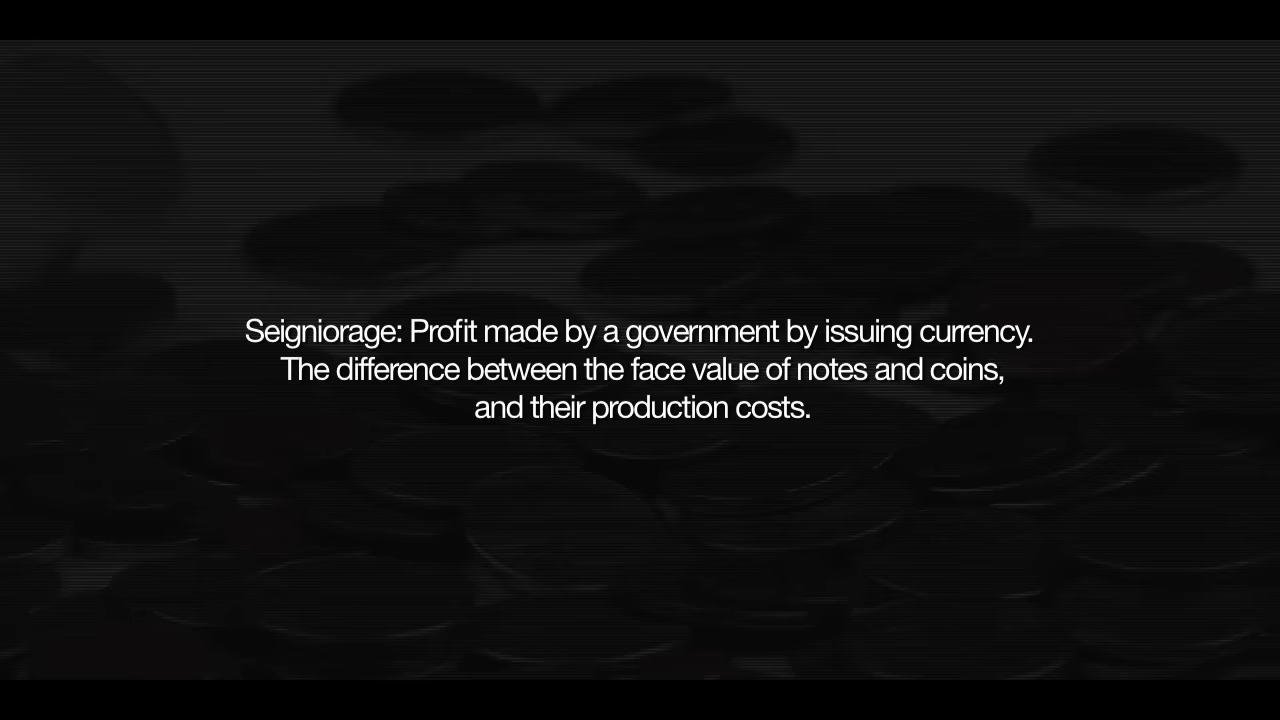 Seigniorage: Profit made by a government by issuing currency.
The difference between the face value of notes and coins,
and their production costs.